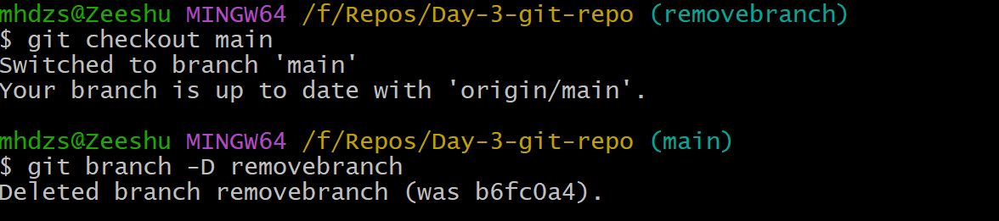 mhdzs@Zeeshu MINGW64 /f/Repos/Day-3-git-repo (removebranch)
$ git checkout main
Switched to branch 'main'
Your branch is up to date with 'origin/main'.
mhdzs@Zeeshu MINGW64 /f/Repos/Day-3-git-repo (main)
$ git branch -D removebranch
Deleted branch removebranch (was b6fc0a4).